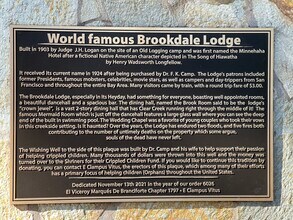 World famous Brookdale Lodge
Built in 1903 by Judge J.H. Logan on the site of an Old Logging camp and was first named the Minnehaha
Hotel after a fictional Native American character depicted in The Song of Hiawatha
by Henry Wadsworth Longfellow.
It received its current name in 1924 after being purchased by Dr. F. K. Camp. The Lodge's patrons included
former Presidents, famous mobsters, celebrities, movie stars, as well as campers and day-trippers from San
Francisco and throughout the entire Bay Area. Many visitors came by train, with a round trip fare of $3.00.
The Brookdale Lodge, especially in its Heyday, had something for everyone, boasting well appointed rooms,
a beautiful dancehall and a spacious bar. The dining hall, named the Brook Room said to be the lodge's
"crown jewel", is a vast 2 story dining hall that has Clear Creek running right through the middle of it! The
famous Mermaid Room which is just off the dancehall features a large glass wall where you can see the deep
end of the built in swimming pool. The Wedding Chapel was a favorite of young couples who took their vows
in this creekside setting. Is it haunted? Over the years, the Lodge has endured two floods, and five fires both
contributing to the number of untimely deaths on the property which some argue,
souls of the dead have never left.
The Wishing Well to the side of this plaque was built by Dr. Camp and his wife to help support their passion
of helping crippled children. Many thousands of dollars were thrown into this well and the money was
turned over to the Shriners for their Crippled Children Fund. If you would like to continue this tradition by
donating, you can contact E Clampus Vitus, the erectors of this plaque, which among many of their efforts
has a primary focus of helping children (Orphans) throughout the United States.
Dedicated November 13th 2021 in the year of our order 6026
El Viceroy Marquis De Branciforte Chapter 1797 - E Clampus Vitus